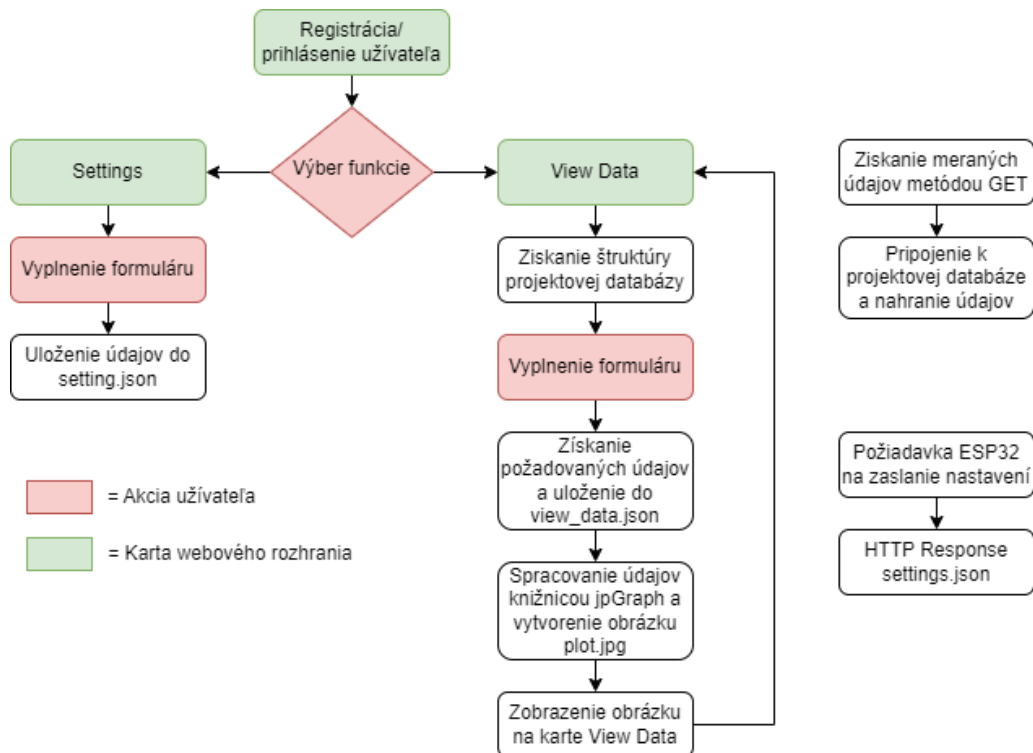 Registrácia/
prihlásenie užívateľa
Výber funkcie
Settings
Vyplnenie formuláru
Uloženie údajov do
setting.json
View Data
Ziskanie štruktúry
projektovej databázy
Vyplnenie formuláru
Získanie
požadovaných údajov
a uloženie do
view_data.json
Spracovanie údajov
knižnicou jpGraph a
vytvorenie obrázku
plot.jpg
Zobrazenie obrázku
na karte View Data
Ziskanie meraných
údajov metódou GET
Pripojenie k
projektovej databáze
a nahranie údajov
Požiadavka ESP32
na zaslanie nastavení
HTTP Response
settings.json
= Akcia užívateľa
= Karta webového rozhrania